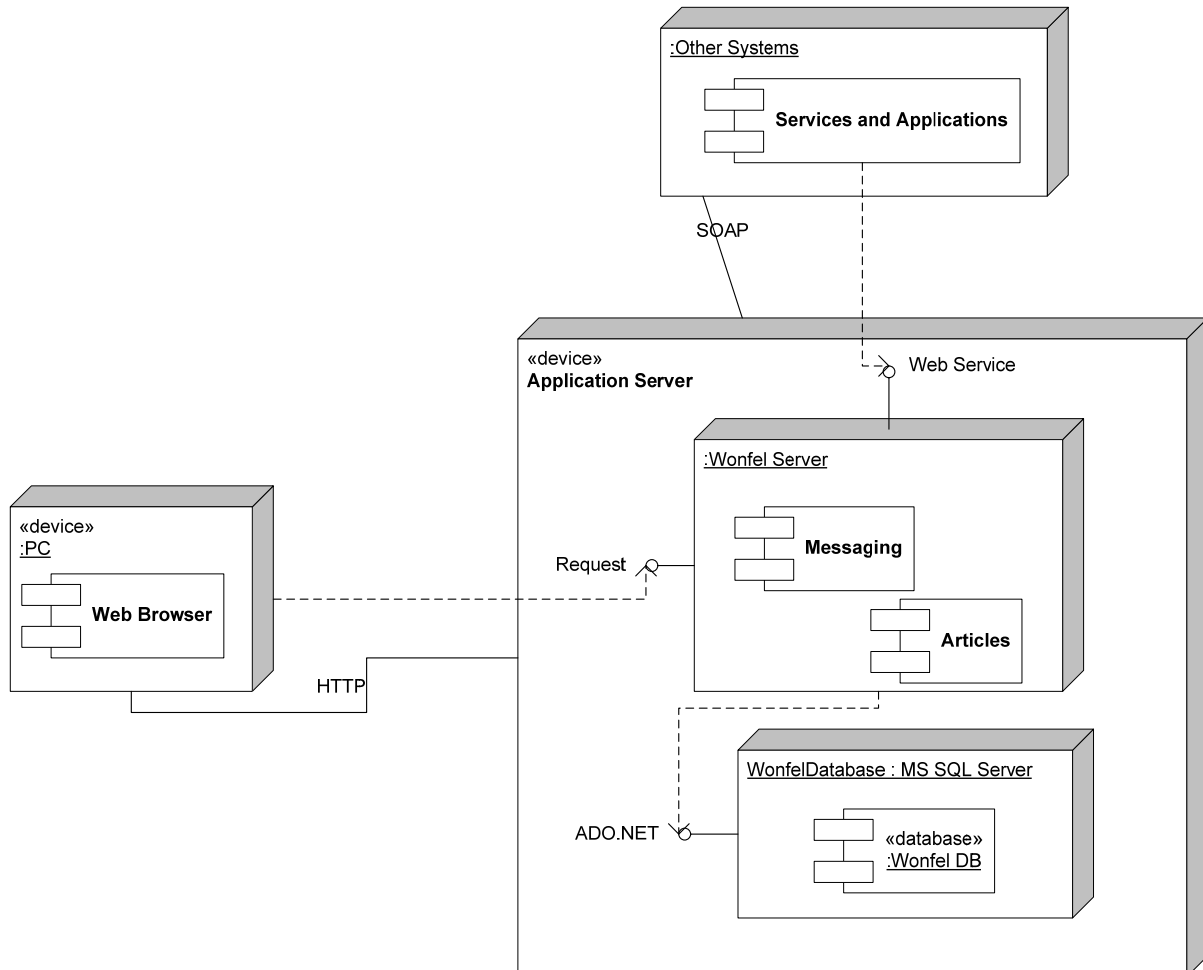 :Other Systems
Services and Applications
SOAP
«device»
Application Server
Web Service
:Wonfel Server
Messaging
Request
Articles
«device»
:PC
Web Browser
HTTP
WonfelDatabase : MS SQL Server
ADO.NET
«database»
:Wonfel DB